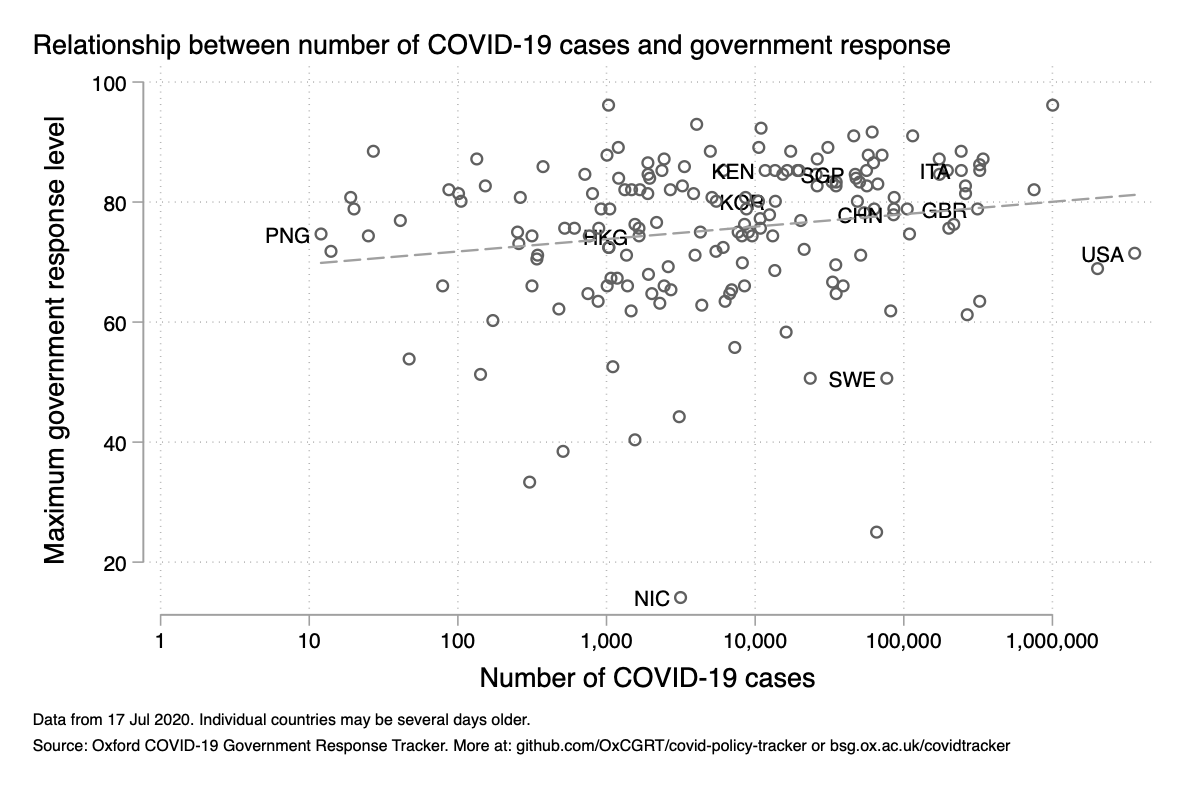 Relationship between number of COVID-19 cases and government response
Maximum government response level
100
80
60
40
20
KEN
SGP
ITA
KOR
CHN
GBR
PNG
HKG
USA
SWE
NIC
1
10
100
1,000
10,000
100,000
1,000,000
Number of COVID-19 cases
Data from 17 Jul 2020. Individual countries may be several days older.
Source: Oxford COVID-19 Government Response Tracker. More at: github.com/OxCGRT/covid-policy-tracker or bsg.ox.ac.uk/covidtracker